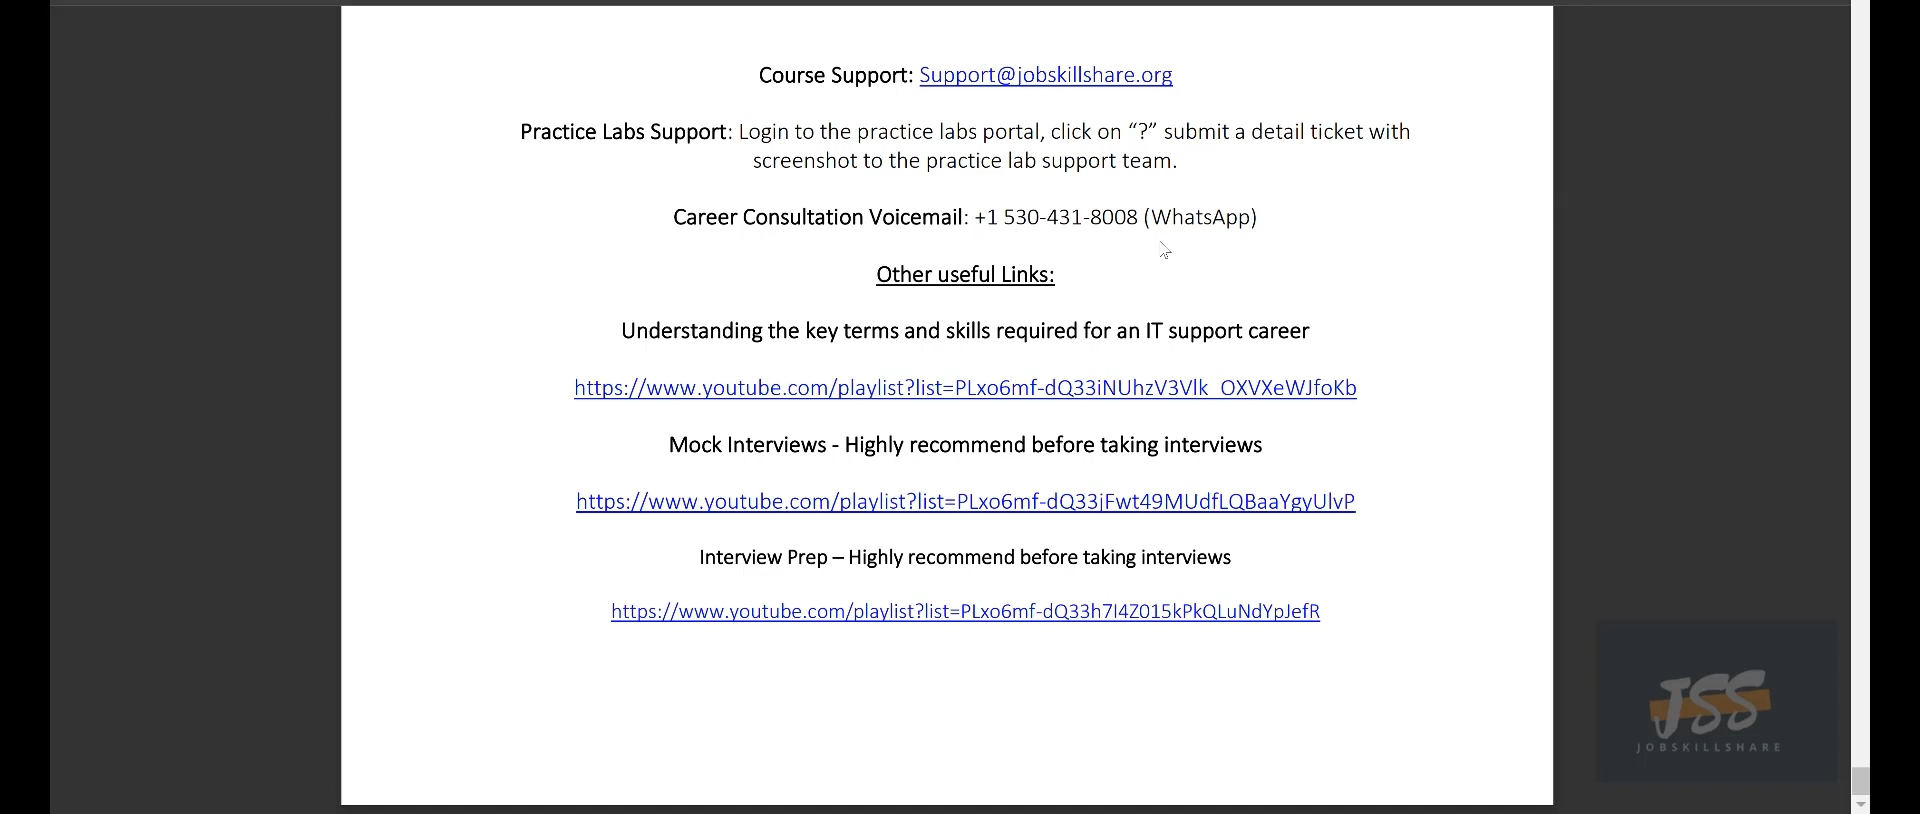 Course Support: Support@jobskillshare.org
Practice Labs Support: Login to the practice labs portal, click on “?” submit a detail ticket with
screenshot to the practice lab support team.
Career Consultation Voicemail: +1 530-431-8008 (WhatsApp)
Other useful Links:
Understanding the key terms and skills required for an IT support career
https://www.youtube.com/playlist?list=PLxo6mf-dQ33iNUhzV3Vlk_OXVXeWJfoKb
Mock Interviews - Highly recommend before taking interviews
https://www.youtube.com/playlist?list=PLxo6mf-dQ33jFwt49MUdfLQBaaYgyUlvP
Interview Prep – Highly recommend before taking interviews
https://www.youtube.com/playlist?list=PLxo6mf-dQ33h7I4Z015kPkQLuNdYpJefR
JSS
JOBSKILLSHARE